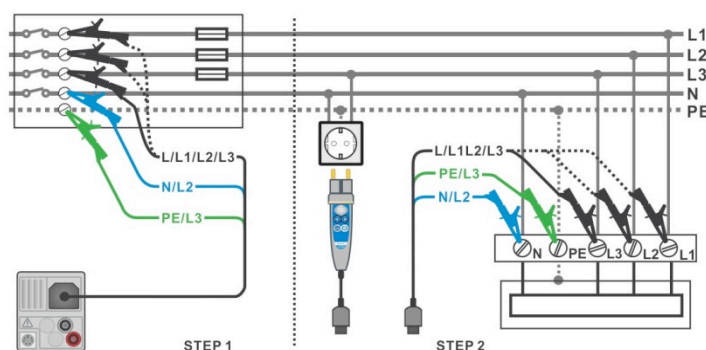 L1
L2
L3
N
PE
L/L1/L2/L3
N/L2
PE/L3
STEP 1
L/L1L2/L3
PE/L3
N/L2
N PE L3 L2 L1
STEP 2